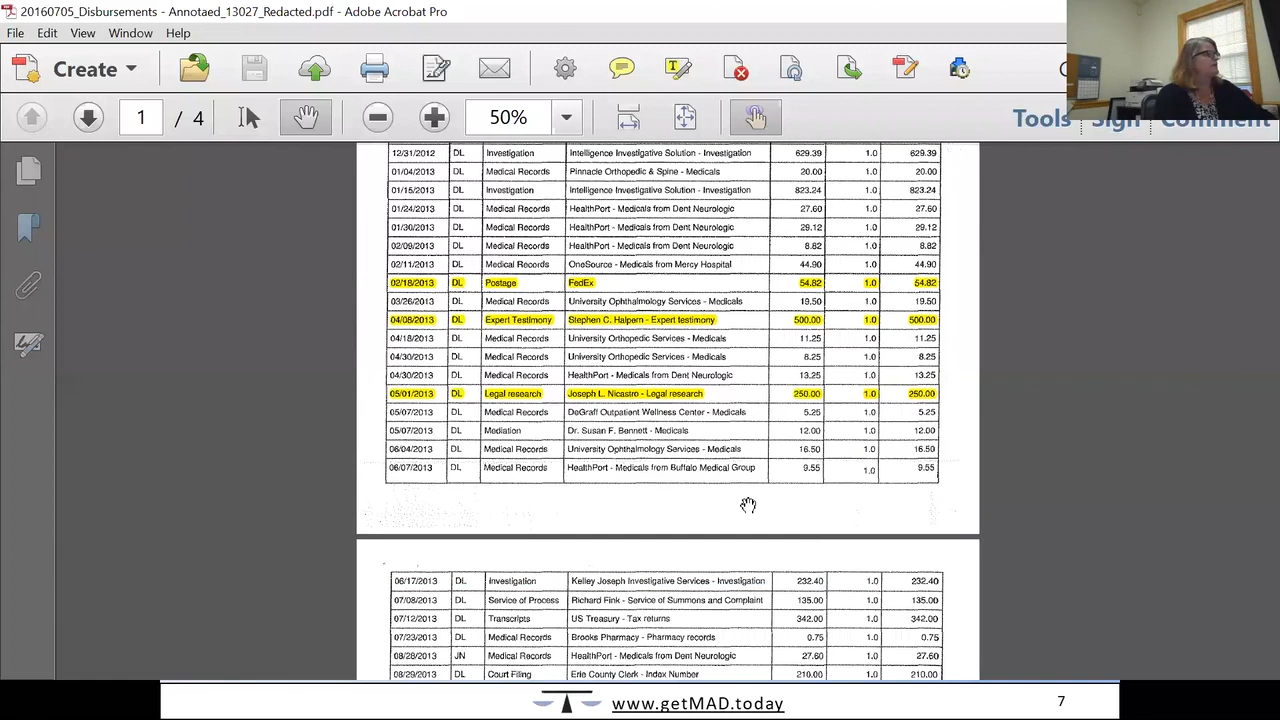 20160705_Disbursements - Annotaed_13027_Redacted.pdf - Adobe Acrobat Pro
File Edit View Window Help
Create
1 / 4 50% Tools Sign Comment
12/31/2012 DL Investigation Intelligence Investigative Solution - Investigation 629.39 1.0 629.39
01/04/2013 DL Medical Records Pinnacle Orthopedic & Spine - Medicals 20.00 1.0 20.00
01/15/2013 DL Investigation Intelligence Investigative Solution - Investigation 823.24 1.0 823.24
01/24/2013 DL Medical Records HealthPort - Medicals from Dent Neurologic 27.60 1.0 27.60
01/30/2013 DL Medical Records HealthPort - Medicals from Dent Neurologic 29.12 1.0 29.12
02/09/2013 DL Medical Records HealthPort - Medicals from Dent Neurologic 8.82 1.0 8.82
02/11/2013 DL Medical Records OneSource - Medicals from Mercy Hospital 44.90 1.0 44.90
02/18/2013 DL Postage FedEx 54.82 1.0 54.82
03/26/2013 DL Medical Records University Ophthalmology Services - Medicals 19.50 1.0 19.50
04/08/2013 DL Expert Testimony Stephen C. Halpern - Expert testimony 500.00 1.0 500.00
04/18/2013 DL Medical Records University Orthopedic Services - Medicals 11.25 1.0 11.25
04/30/2013 DL Medical Records University Orthopedic Services - Medicals 8.25 1.0 8.25
04/30/2013 DL Medical Records HealthPort - Medicals from Dent Neurologic 13.25 1.0 13.25
05/01/2013 DL Legal research Joseph L. Nicastro - Legal research 250.00 1.0 250.00
05/07/2013 DL Medical Records DeGraff Outpatient Wellness Center - Medicals 5.25 1.0 5.25
05/07/2013 DL Mediation Dr. Susan F. Bennett - Medicals 12.00 1.0 12.00
06/04/2013 DL Medical Records University Ophthalmology Services - Medicals 16.50 1.0 16.50
06/07/2013 DL Medical Records HealthPort - Medicals from Buffalo Medical Group 9.55 1.0 9.55
06/17/2013 DL Investigation Kelley Joseph Investigative Services - Investigation 232.40 1.0 232.40
07/08/2013 DL Service of Process Richard Fink - Service of Summons and Complaint 135.00 1.0 135.00
07/12/2013 DL Transcripts US Treasury - Tax returns 342.00 1.0 342.00
07/23/2013 DL Medical Records Brooks Pharmacy - Pharmacy records 0.75 1.0 0.75
08/28/2013 JN Medical Records HealthPort - Medicals from Dent Neurologic 27.60 1.0 27.60
08/29/2013 DL Court Filing Erie County Clerk - Index Number 210.00 1.0 210.00
www.getMAD.today 7